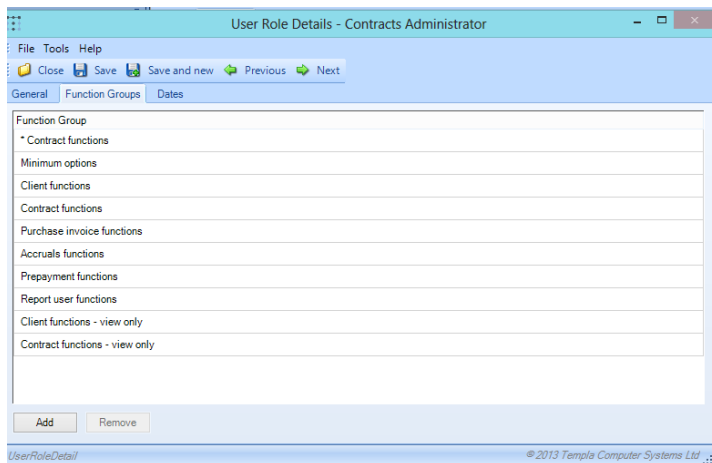 User Role Details - Contracts Administrator
File Tools Help
Close Save Save and new Previous Next
General Function Groups Dates
Function Group
* Contract functions
Minimum options
Client functions
Contract functions
Purchase invoice functions
Accruals functions
Prepayment functions
Report user functions
Client functions - view only
Contract functions - view only
Add Remove
UserRoleDetail © 2013 Templa Computer Systems Ltd